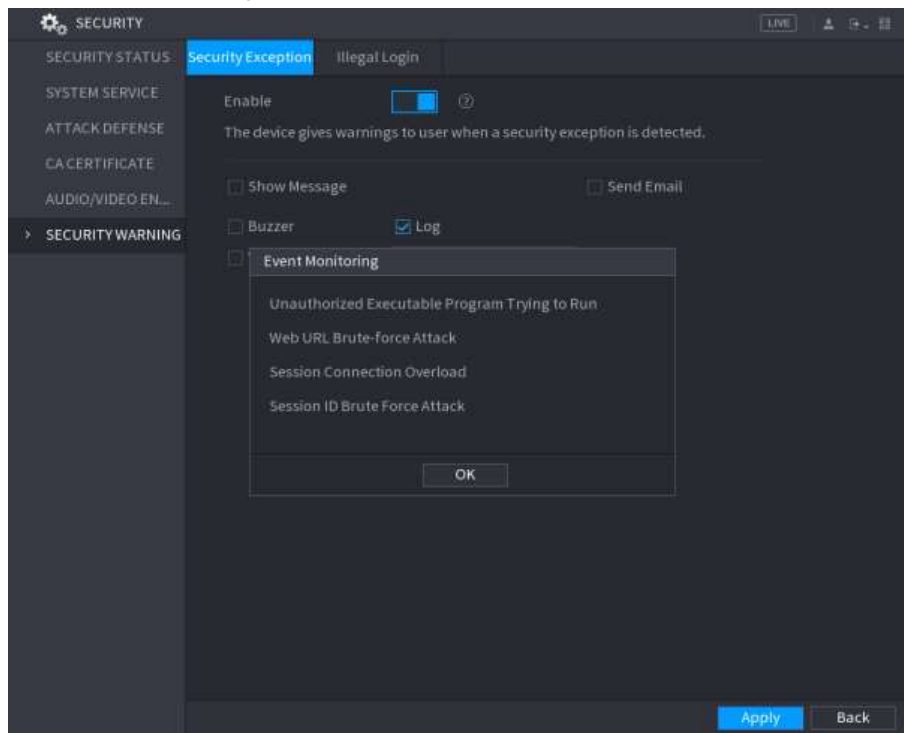 SECURITY
LIVE
SECURITY STATUS
Security Exception
Illegal Login
SYSTEM SERVICE
Enable
ATTACK DEFENSE
The device gives warnings to user when a security exception is detected.
CA CERTIFICATE
Show Message
Send Email
AUDIO/VIDEO EN...
Buzzer
Log
SECURITY WARNING
Event Monitoring
Unauthorized Executable Program Trying to Run
Web URL Brute-force Attack
Session Connection Overload
Session ID Brute Force Attack
OK
Apply
Back